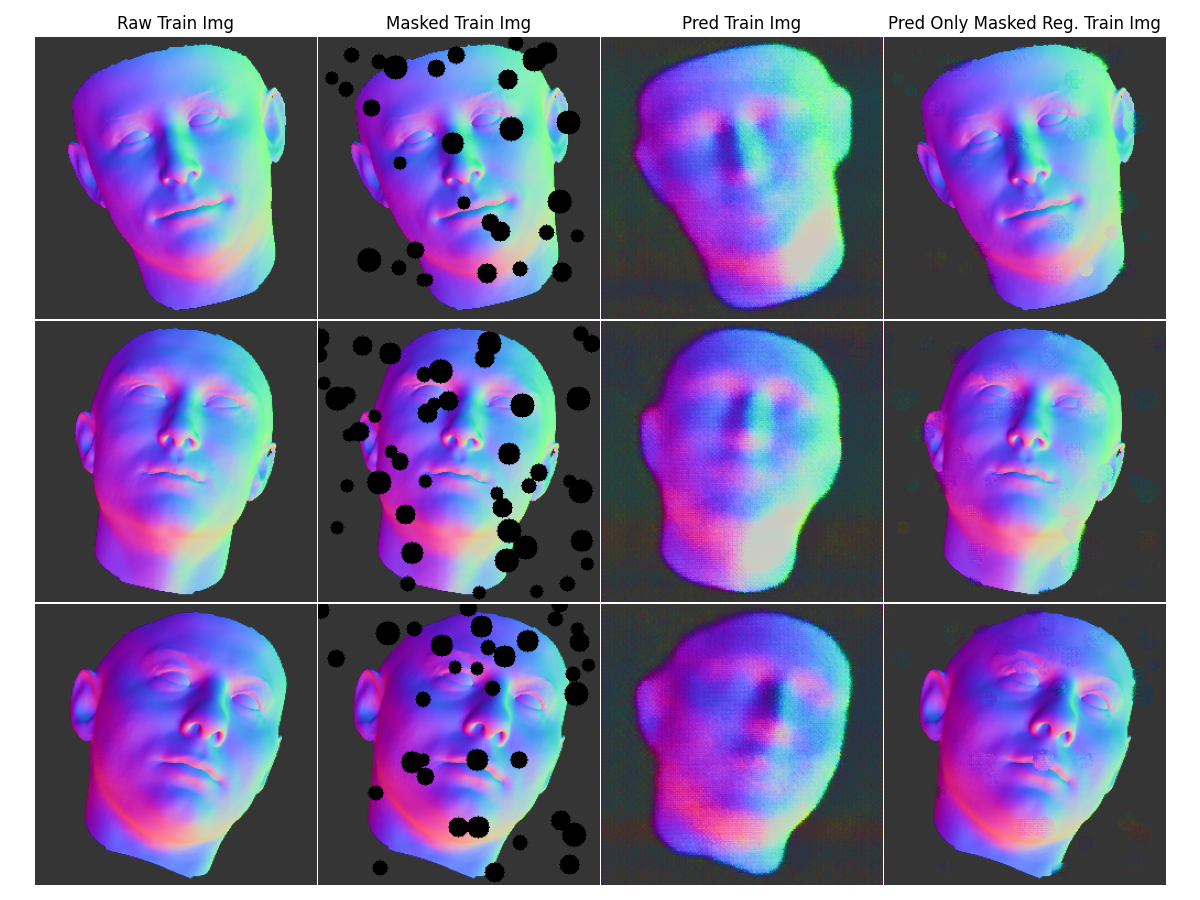 Raw Train Img
Masked Train Img
Pred Train Img
Pred Only Masked Reg. Train Img